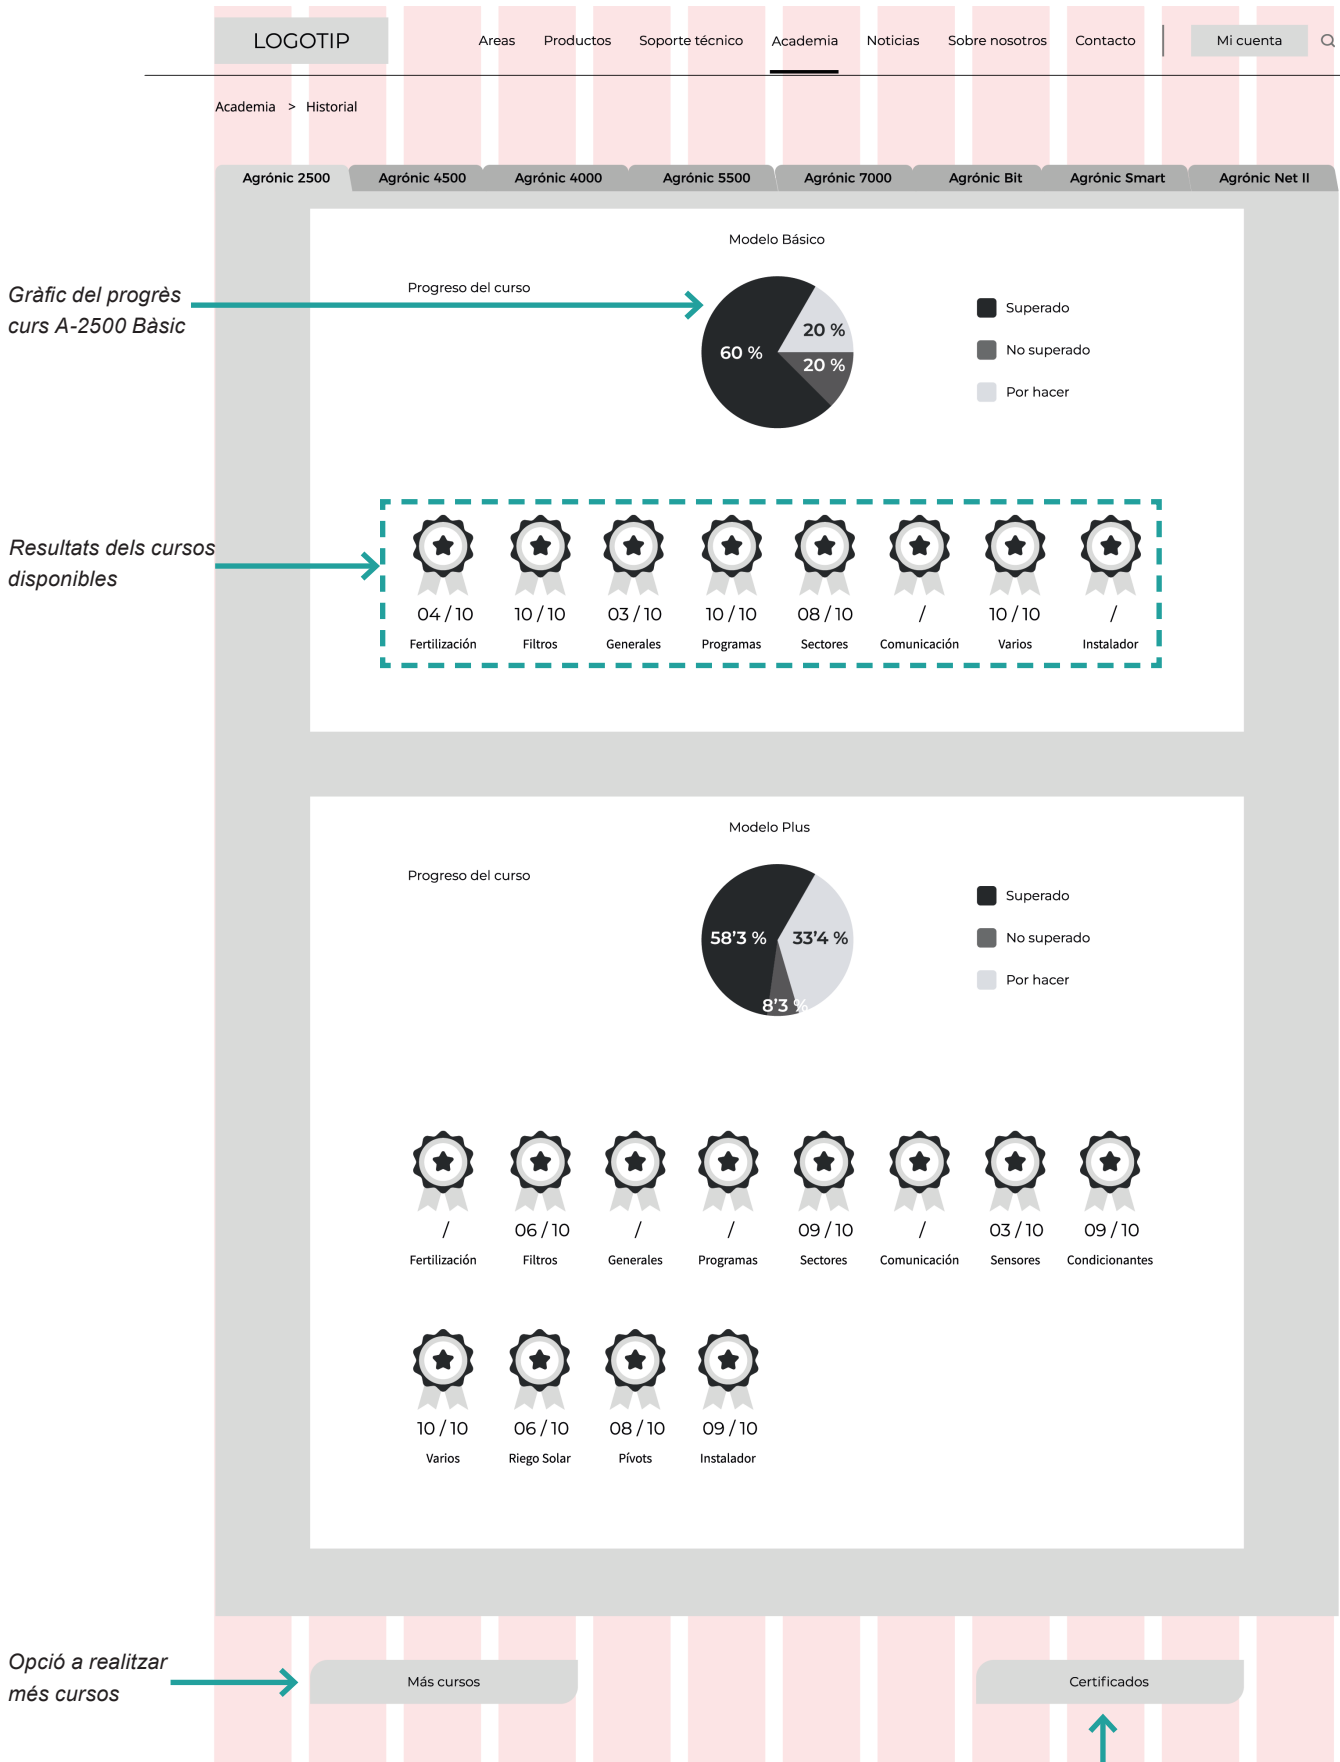 LOGOTIP
Areas Productos Soporte técnico Academia Noticias Sobre nosotros Contacto Mi cuenta
Academia > Historial
Agrónic 2500 Agrónic 4500 Agrónic 4000 Agrónic 5500 Agrónic 7000 Agrónic Bit Agrónic Smart Agrónic Net II
Modelo Básico
Gràfic del progrès
curs A-2500 Bàsic
Progreso del curso
60 %
20 %
20 %
Superado
No superado
Por hacer
Resultats dels cursos
disponibles
04 / 10 10 / 10 03 / 10 10 / 10 08 / 10 / 10 / 10 /
Fertilización Filtros Generales Programas Sectores Comunicación Varios Instalador
Modelo Plus
Progreso del curso
58'3 %
33'4 %
8'3 %
Superado
No superado
Por hacer
/ 06 / 10 / / 09 / 10 / 03 / 10 09 / 10
Fertilización Filtros Generales Programas Sectores Comunicación Sensores Condicionantes
10 / 10 06 / 10 08 / 10 09 / 10
Varios Riego Solar Pívots Instalador
Opció a realitzar
més cursos
Más cursos
Certificados